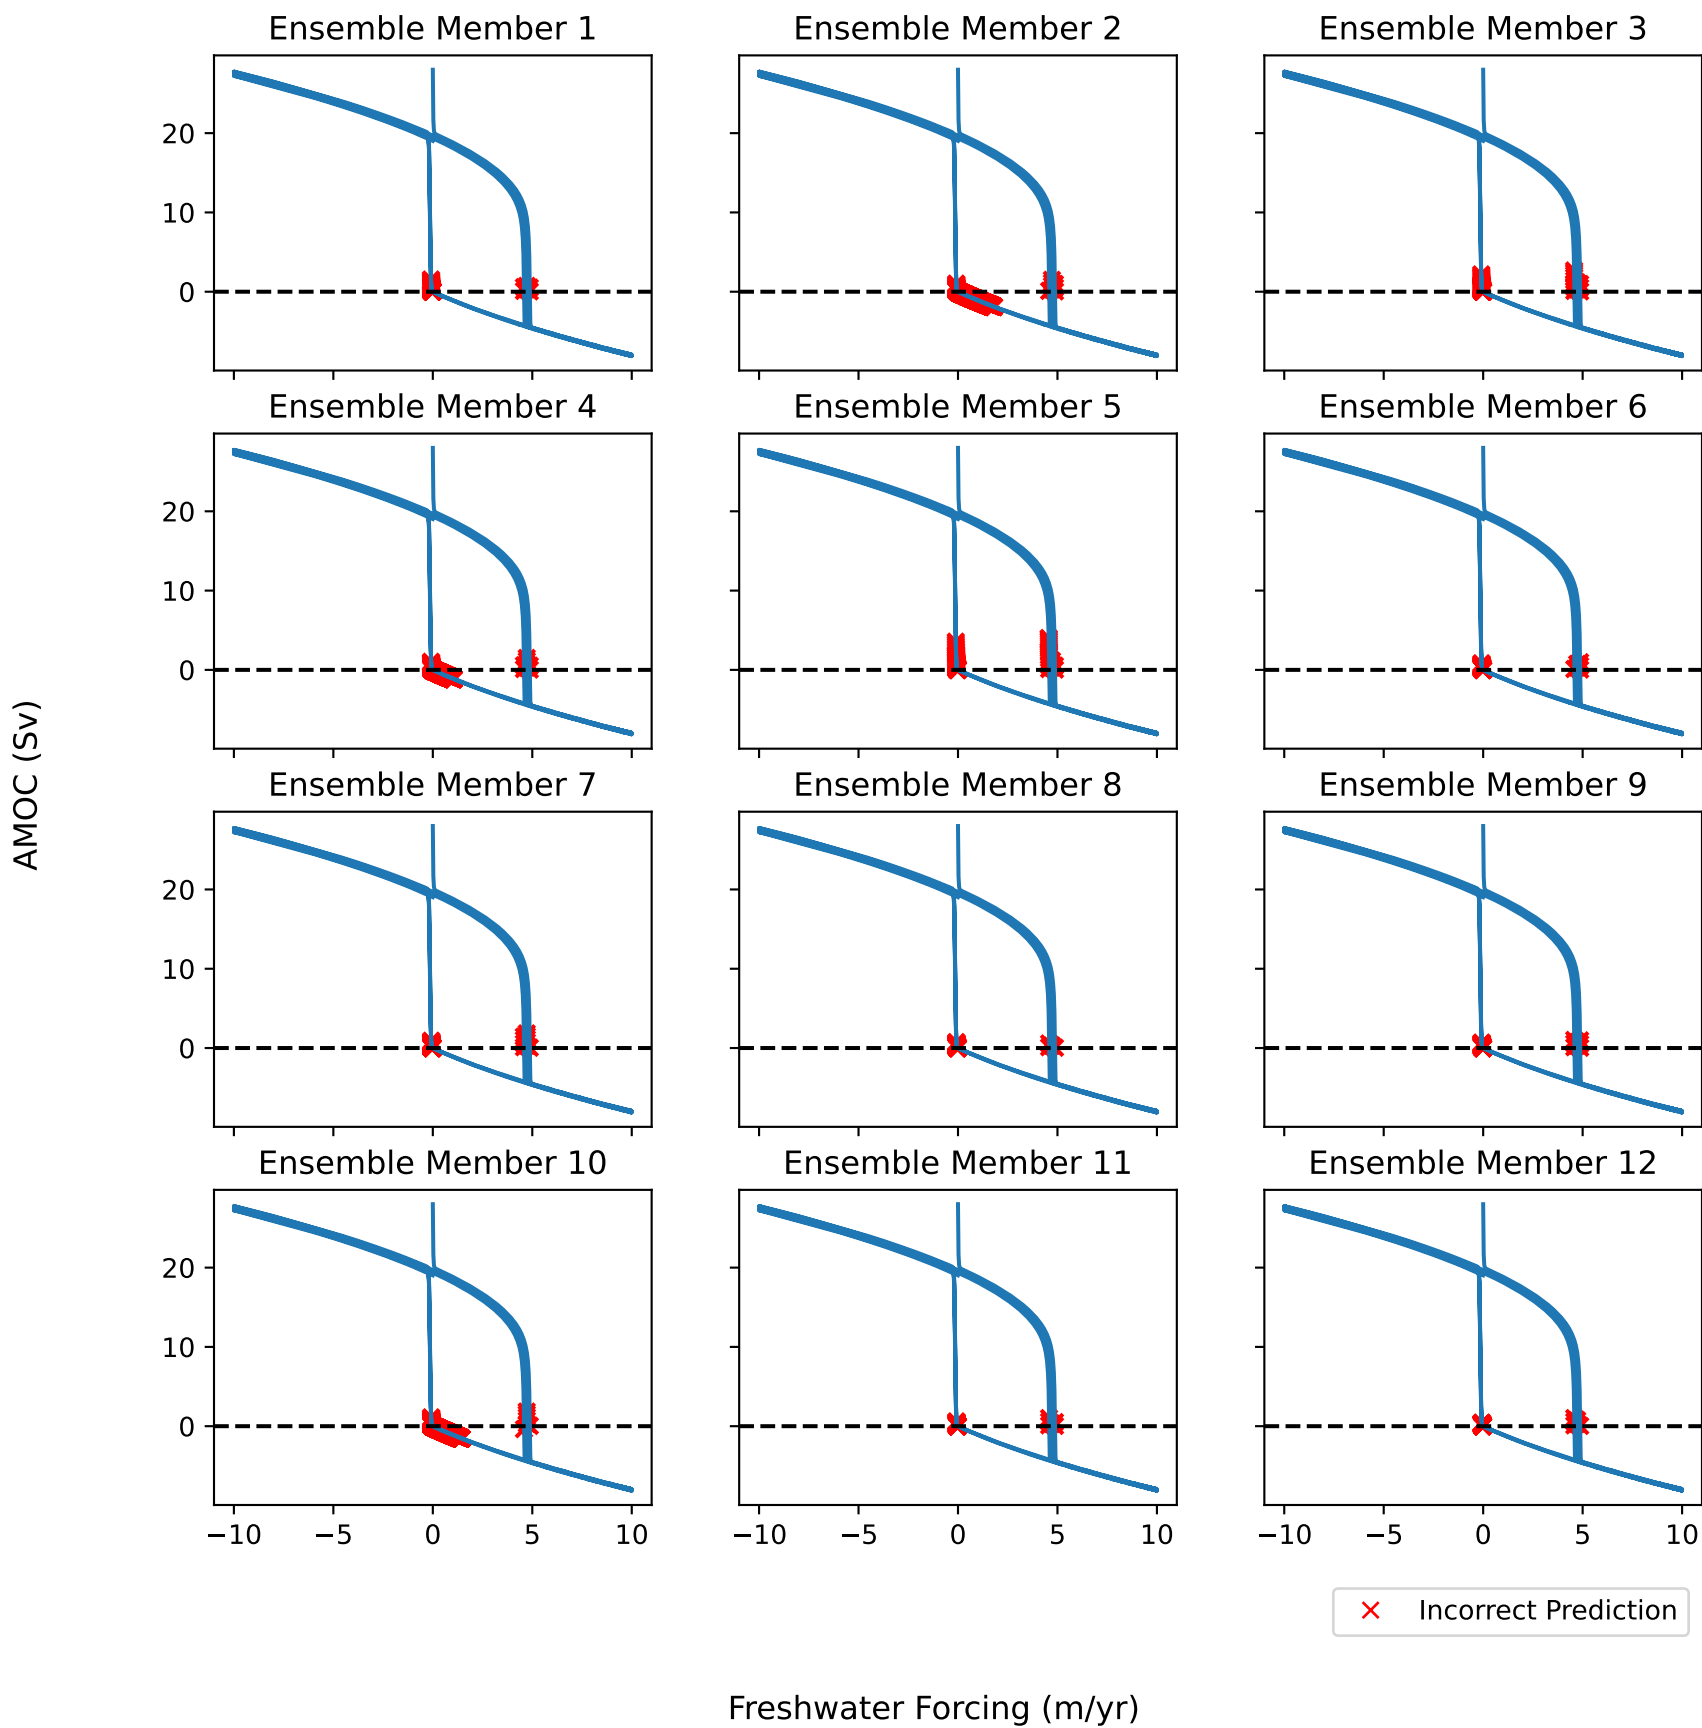 Ensemble Member 1
Ensemble Member 2
Ensemble Member 3
20
10
0
Ensemble Member 4
Ensemble Member 5
Ensemble Member 6
20
10
0
AMOC (Sv)
Ensemble Member 7
Ensemble Member 8
Ensemble Member 9
20
10
0
Ensemble Member 10
Ensemble Member 11
Ensemble Member 12
20
10
0
−10 −5 0 5 10
−10 −5 0 5 10
−10 −5 0 5 10
Incorrect Prediction
Freshwater Forcing (m/yr)